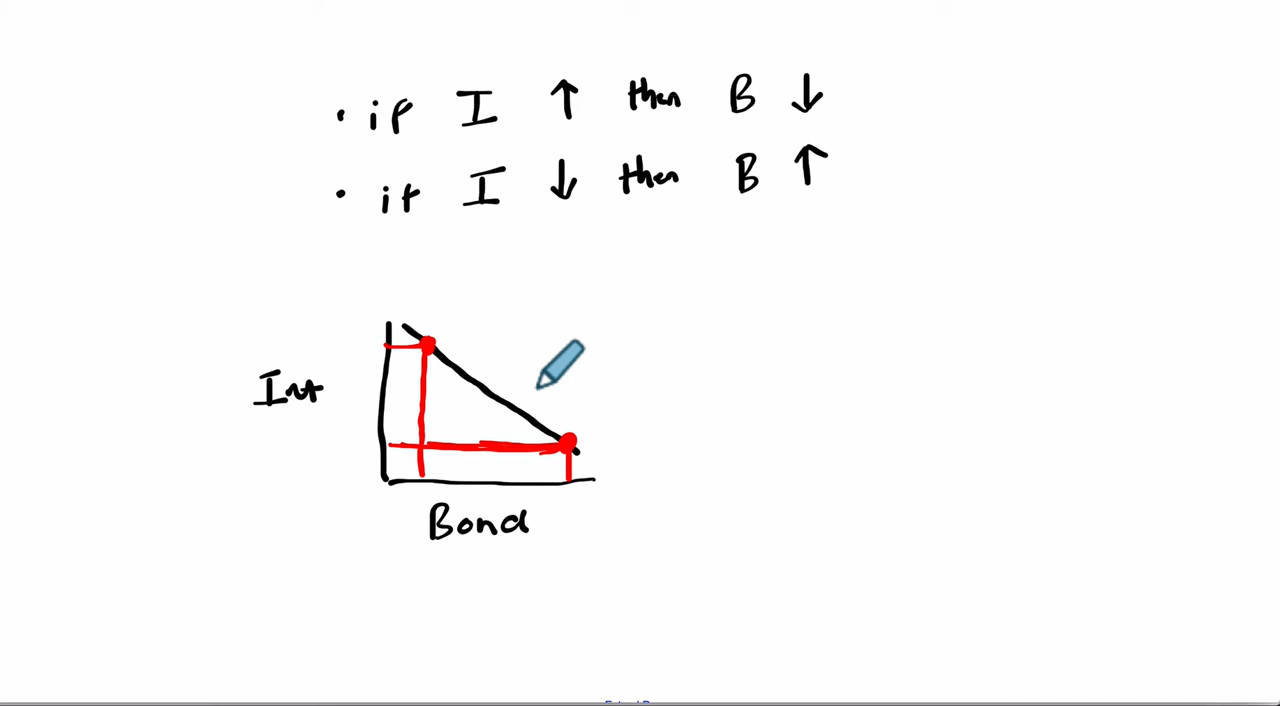 • if I ↑ then B ↓
• if I ↓ then B ↑
Int
Bond